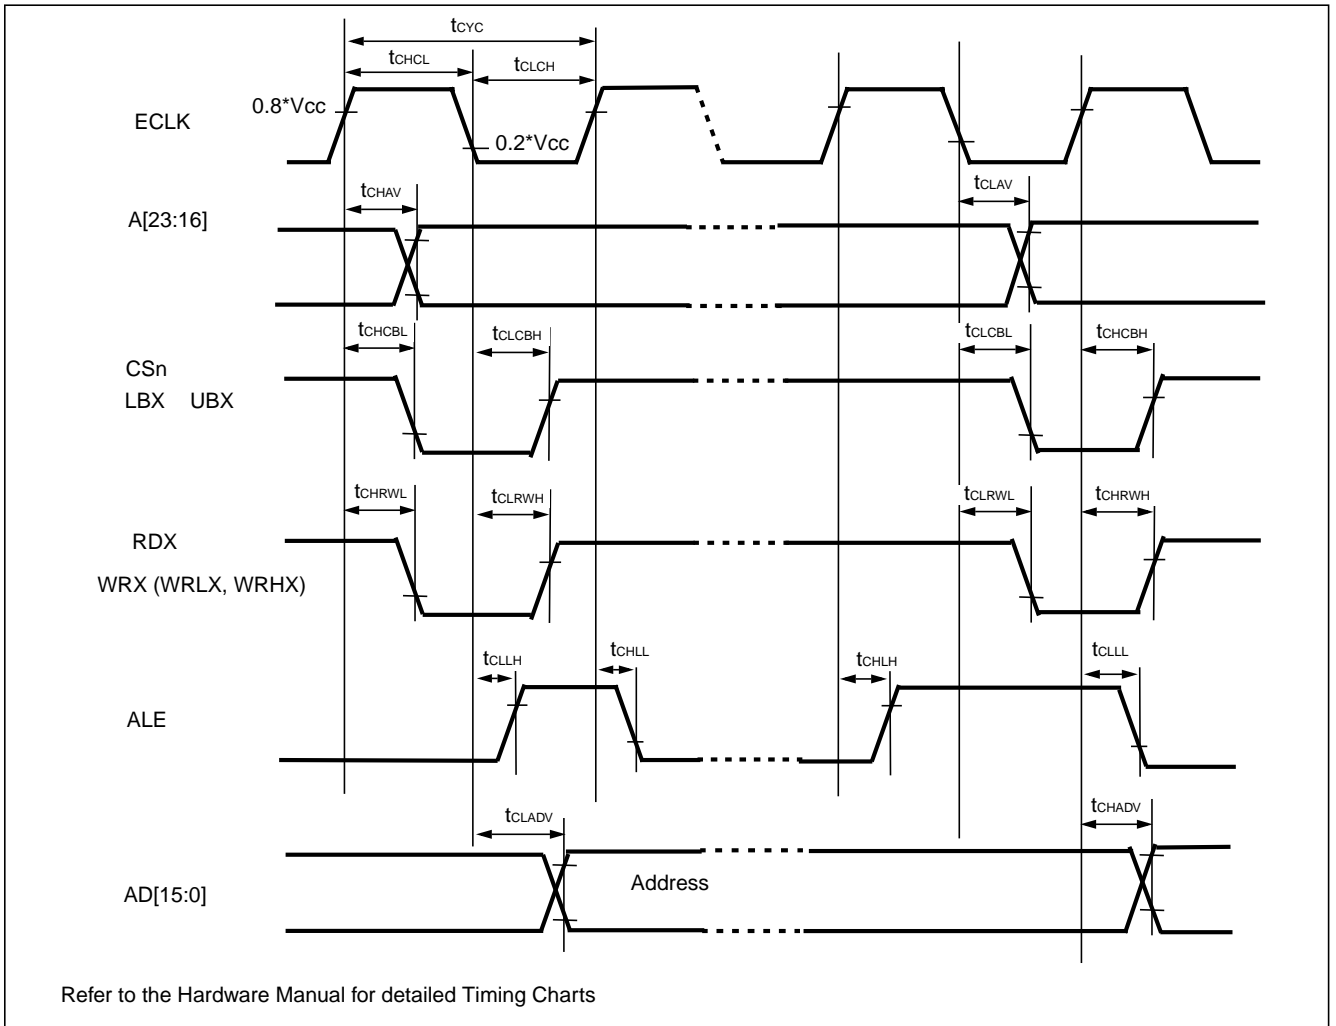 tCYC
tCHCL tCLCH
0.8*Vcc
ECLK
0.2*Vcc
tCHAV tCLAV
A[23:16]
tCHCBL tCLCBH tCLCBL tCHCBH
CSn
LBX UBX
tCHRWL tCLRWH tCLRWL tCHRWH
RDX
WRX (WRLX, WRHX)
tCLLH tCHLL tCHLH tCLLL
ALE
tCLADV tCHADV
Address
AD[15:0]
Refer to the Hardware Manual for detailed Timing Charts